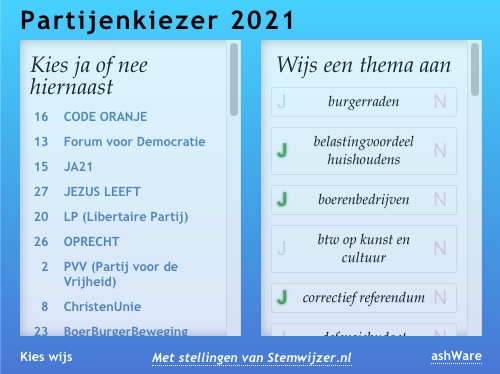 Partijenkiezer 2021
Kies ja of nee
hiernaast
16 CODE ORANJE
13 Forum voor Democratie
15 JA21
27 JEZUS LEEFT
20 LP (Libertaire Partij)
26 OPRECHT
2 PVV (Partij voor de
Vrijheid)
8 ChristenUnie
23 BoerBurgerBeweging
Wijs een thema aan
J burgerraden N
J belastingvoordeel
huishoudens N
J boerenbedrijven N
J btw op kunst en
cultuur N
J correctief referendum N
Kies wijs
Met stellingen van Stemwijzer.nl
ashWare